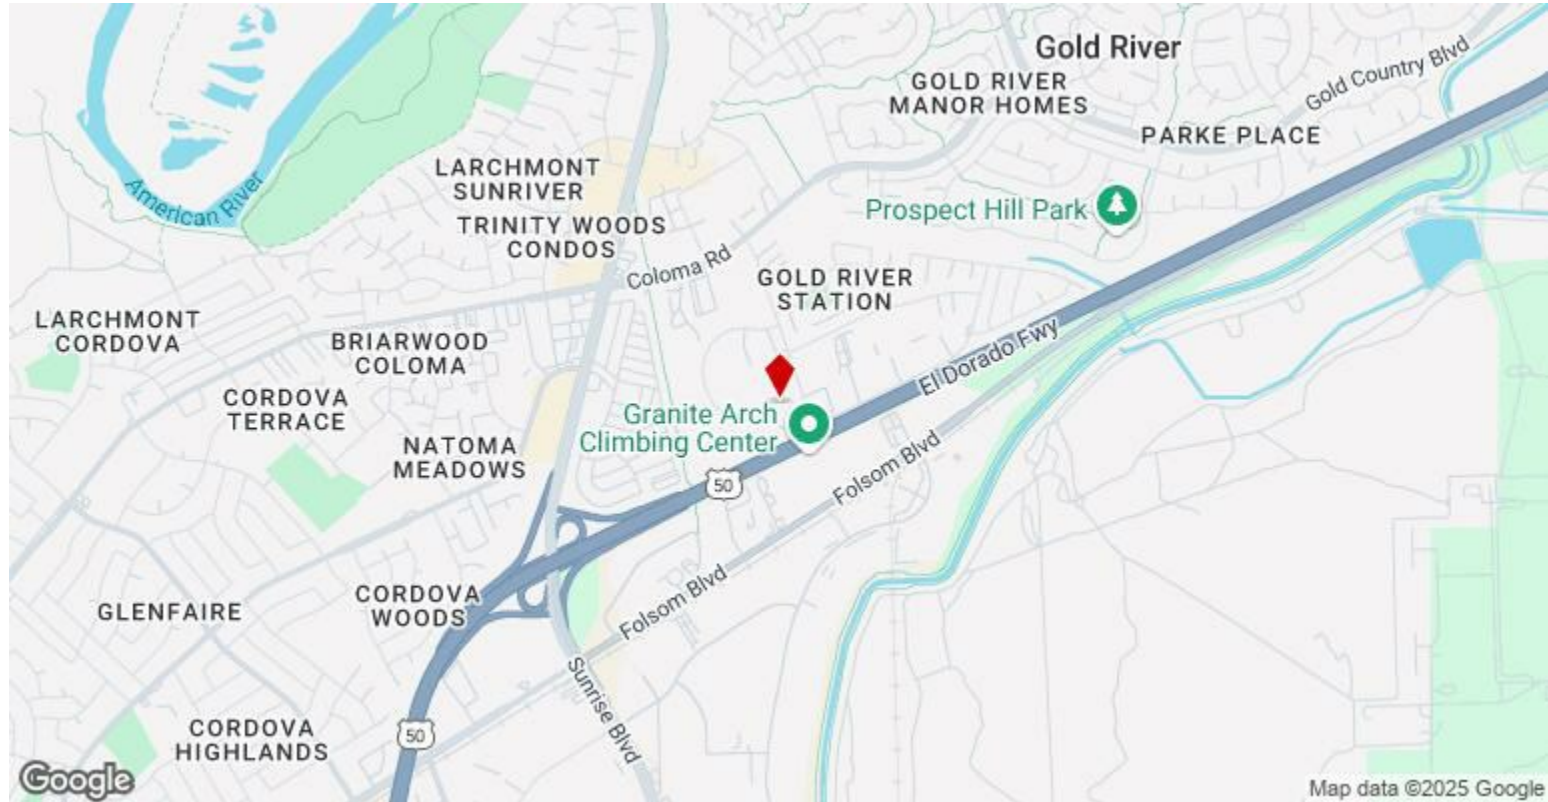 Gold River
Gold Country Blvd
GOLD RIVER
MANOR HOMES
PARKE PLACE
LARCHMONT
SUNRIVER
American River
Prospect Hill Park
TRINITY WOODS
CONDOS
Coloma Rd
GOLD RIVER
STATION
LARCHMONT
CORDOVA
BRIARWOOD
COLOMA
El Dorado Fwy
CORDOVA
TERRACE
Granite Arch
Climbing Center
NATOMA
MEADOWS
Folsom Blvd
50
CORDOVA
WOODS
GLENFAIRE
Folsom Blvd
Sunrise Blvd
CORDOVA
HIGHLANDS
50
Google
Map data ©2025 Google